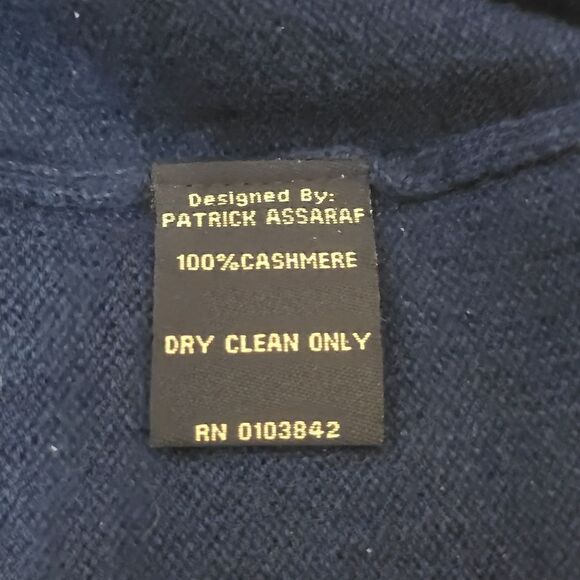 Designed By:
PATRICK ASSARAF
100%CASHMERE
DRY CLEAN ONLY
RN 0103842